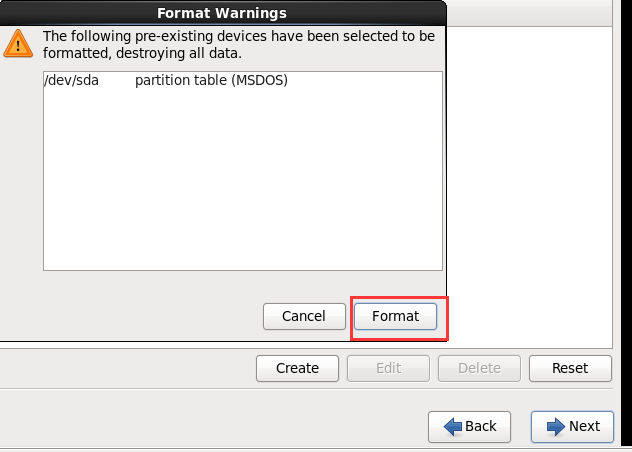 Format Warnings
The following pre-existing devices have been selected to be
formatted, destroying all data.
/dev/sda partition table (MSDOS)
Cancel Format
Create Edit Delete Reset
Back Next